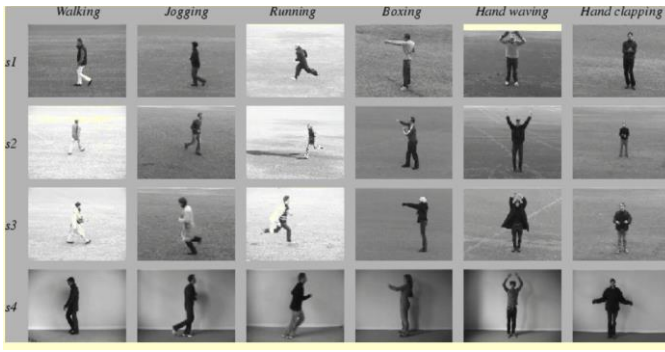 Walking Jogging Running Boxing Hand waving Hand clapping
s1
s2
s3
s4